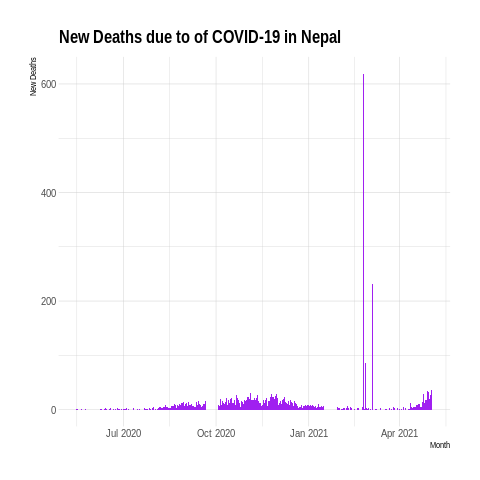 New Deaths due to of COVID-19 in Nepal
New Deaths
600
400
200
0
Jul 2020 Oct 2020 Jan 2021 Apr 2021
Month